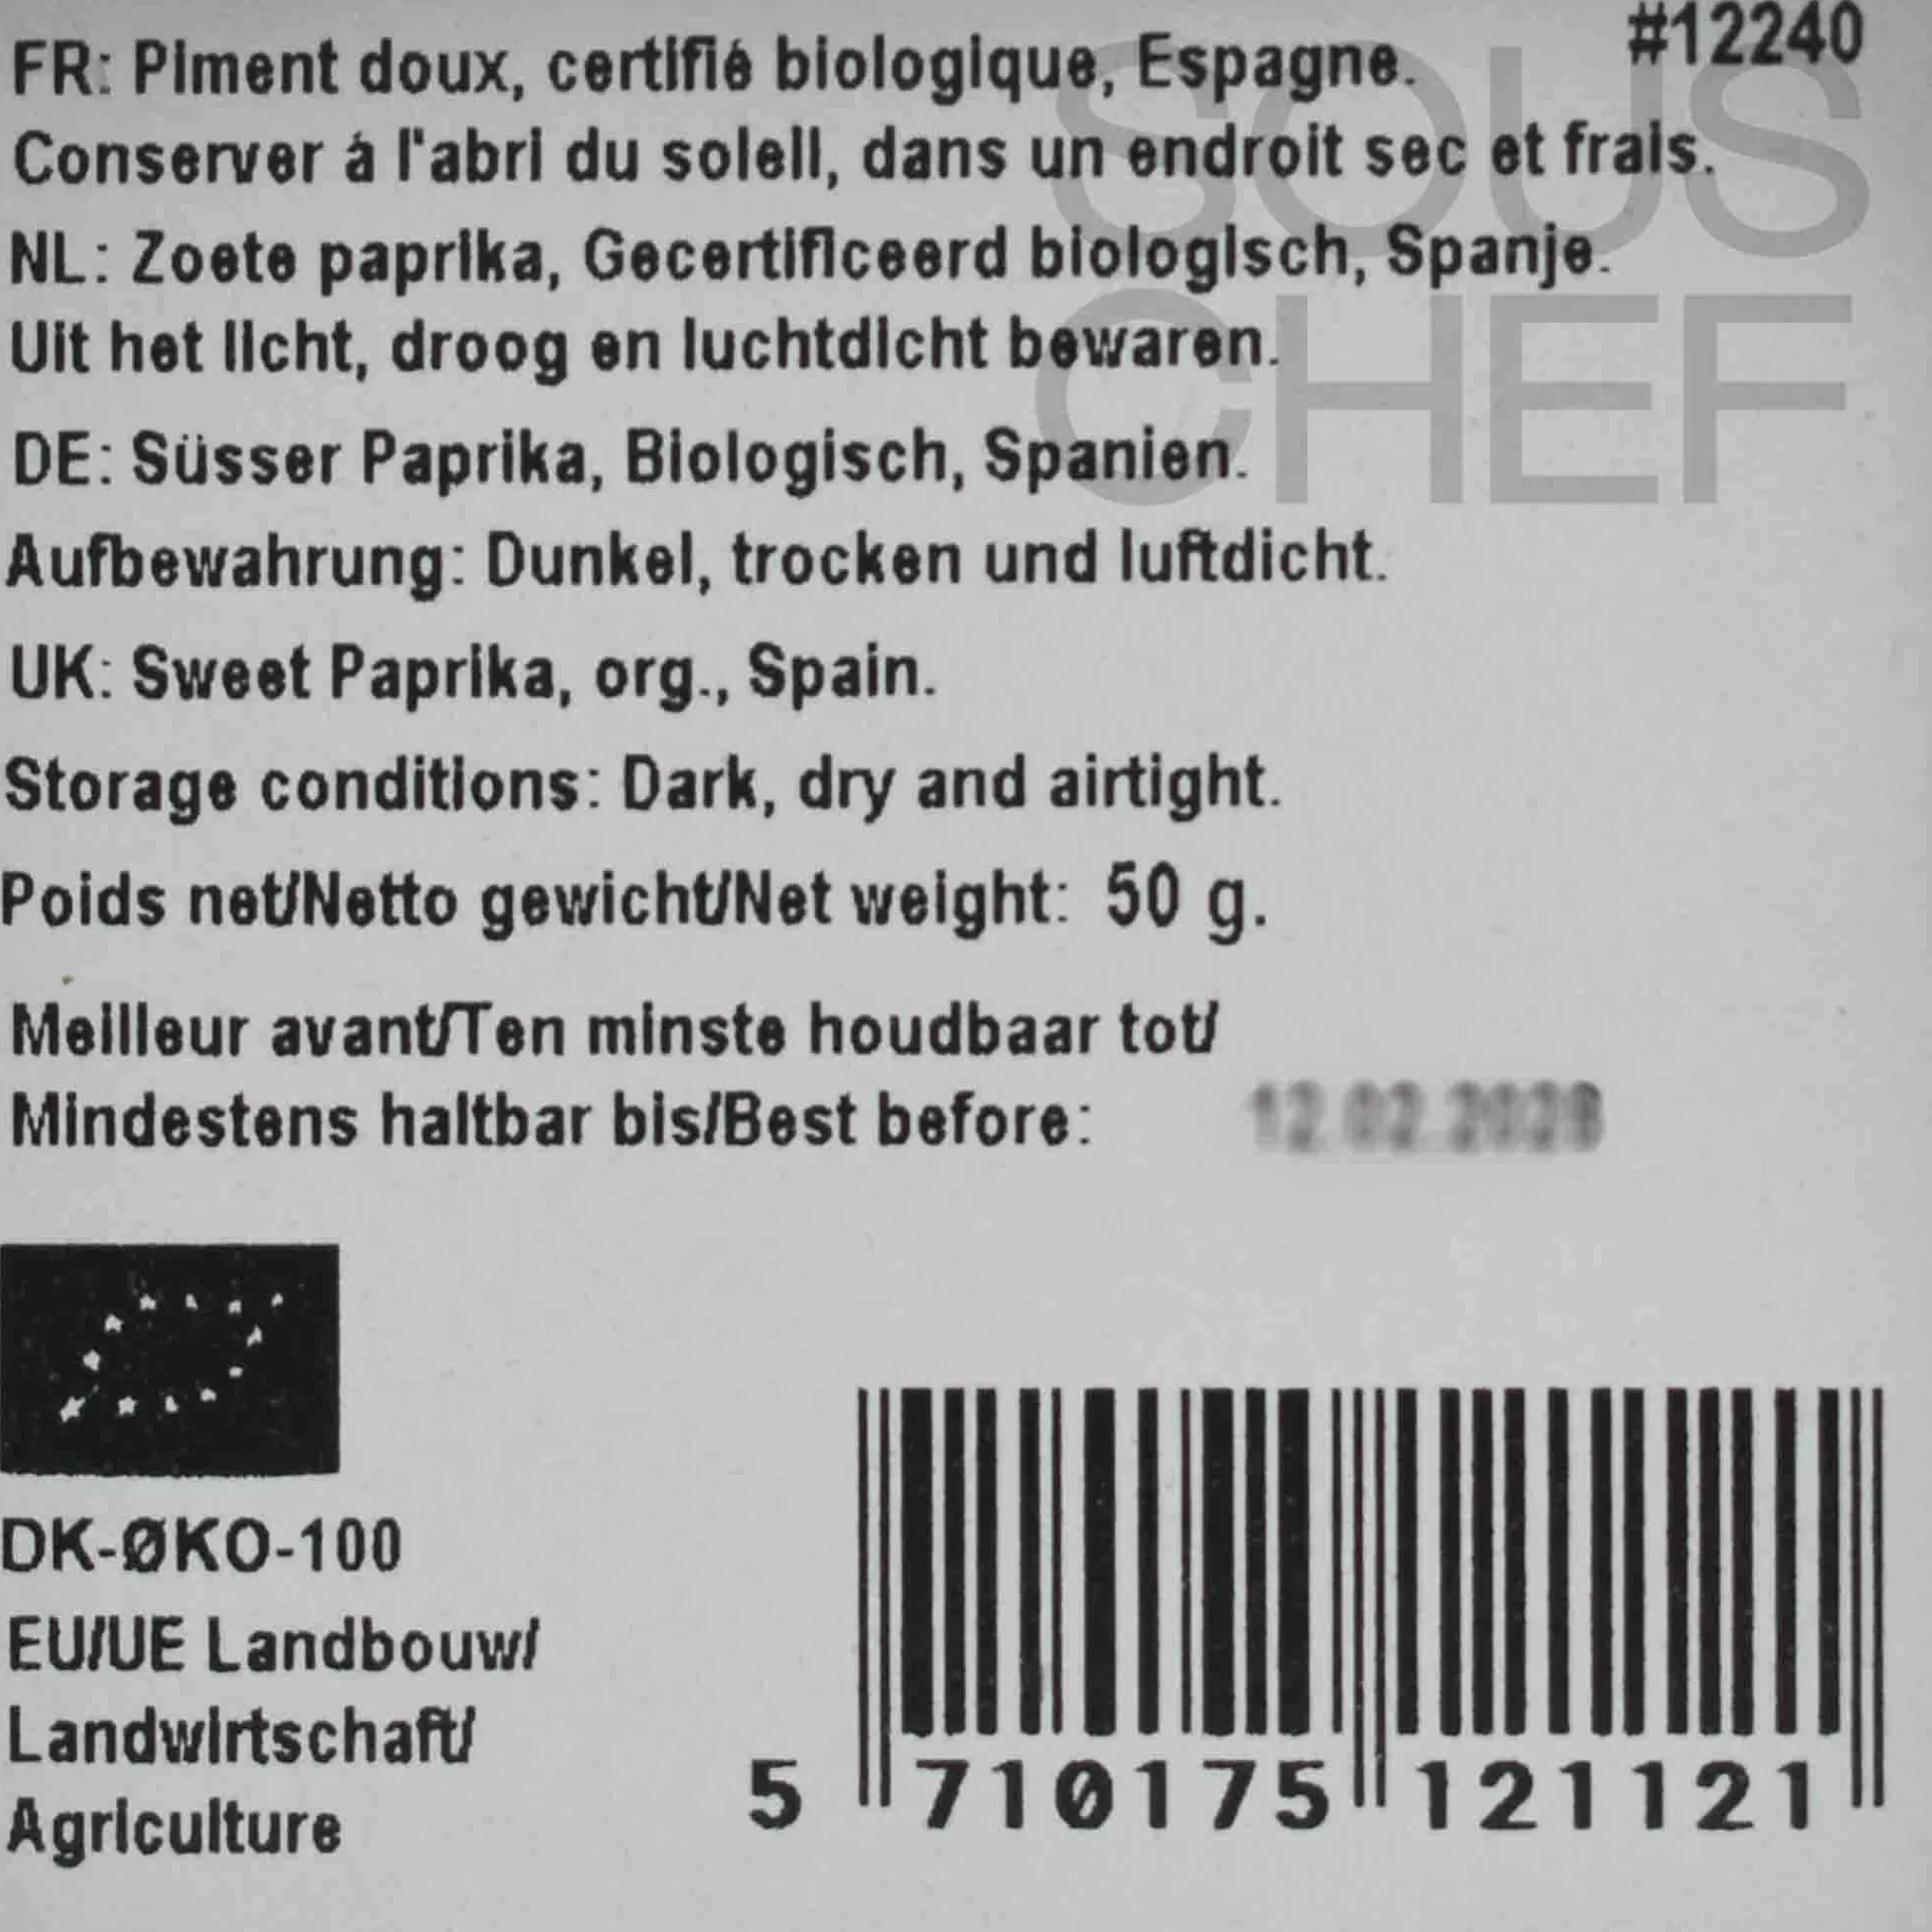 #12240
FR: Piment doux, certifié biologique, Espagne.
Conserver á l'abri du soleil, dans un endroit sec et frais.
NL: Zoete paprika, Gecertificeerd biologisch, Spanje.
Uit het licht, droog en luchtdicht bewaren.
SOUS
CHEF
DE: Süsser Paprika, Biologisch, Spanien.
Aufbewahrung: Dunkel, trocken und luftdicht.
UK: Sweet Paprika, org., Spain.
Storage conditions: Dark, dry and airtight.
Poids net/Netto gewicht/Net weight: 50 g.
Meilleur avant/Ten minste houdbaar tot/
Mindestens haltbar bis/Best before:
DK-ØKO-100
EU/UE Landbouw/
Landwirtschaft/
Agriculture
5 710175 121121